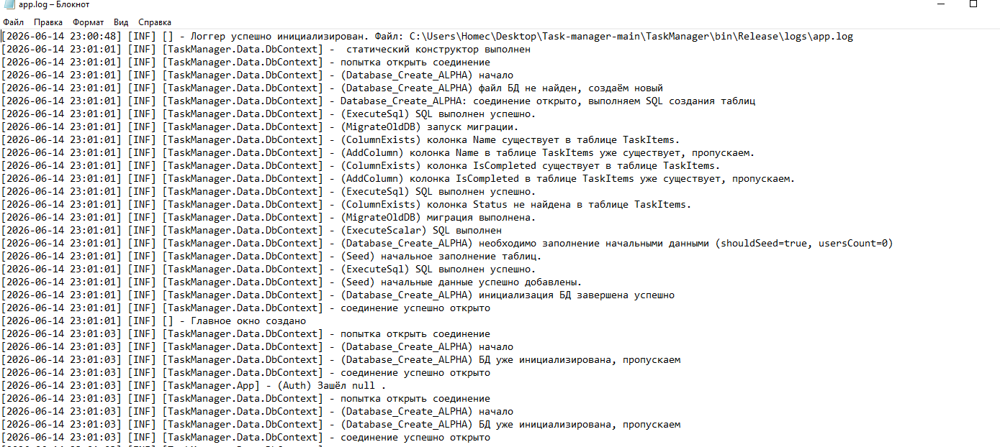 app.log – Блокнот
Файл Правка Формат Вид Справка
[2026-06-14 23:00:48] [INF] [] - Логгер успешно инициализирован. Файл: C:\Users\Homec\Desktop\Task-manager-main\TaskManager\bin\Release\logs\app.log
[2026-06-14 23:01:01] [INF] [TaskManager.Data.DbContext] -  статический конструктор выполнен
[2026-06-14 23:01:01] [INF] [TaskManager.Data.DbContext] - попытка открыть соединение
[2026-06-14 23:01:01] [INF] [TaskManager.Data.DbContext] - (Database_Create_ALPHA) начало
[2026-06-14 23:01:01] [INF] [TaskManager.Data.DbContext] - (Database_Create_ALPHA) файл БД не найден, создаём новый
[2026-06-14 23:01:01] [INF] [TaskManager.Data.DbContext] - Database_Create_ALPHA: соединение открыто, выполняем SQL создания таблиц
[2026-06-14 23:01:01] [INF] [TaskManager.Data.DbContext] - (ExecuteSql) SQL выполнен успешно.
[2026-06-14 23:01:01] [INF] [TaskManager.Data.DbContext] - (MigrateOldDB) запуск миграции.
[2026-06-14 23:01:01] [INF] [TaskManager.Data.DbContext] - (ColumnExists) колонка Name существует в таблице TaskItems.
[2026-06-14 23:01:01] [INF] [TaskManager.Data.DbContext] - (AddColumn) колонка Name в таблице TaskItems уже существует, пропускаем.
[2026-06-14 23:01:01] [INF] [TaskManager.Data.DbContext] - (ColumnExists) колонка IsCompleted существует в таблице TaskItems.
[2026-06-14 23:01:01] [INF] [TaskManager.Data.DbContext] - (AddColumn) колонка IsCompleted в таблице TaskItems уже существует, пропускаем.
[2026-06-14 23:01:01] [INF] [TaskManager.Data.DbContext] - (ExecuteSql) SQL выполнен успешно.
[2026-06-14 23:01:01] [INF] [TaskManager.Data.DbContext] - (ColumnExists) колонка Status не найдена в таблице TaskItems.
[2026-06-14 23:01:01] [INF] [TaskManager.Data.DbContext] - (MigrateOldDB) миграция выполнена.
[2026-06-14 23:01:01] [INF] [TaskManager.Data.DbContext] - (ExecuteScalar) SQL выполнен
[2026-06-14 23:01:01] [INF] [TaskManager.Data.DbContext] - (Database_Create_ALPHA) необходимо заполнение начальными данными (shouldSeed=true, usersCount=0)
[2026-06-14 23:01:01] [INF] [TaskManager.Data.DbContext] - (Seed) начальное заполнение таблиц.
[2026-06-14 23:01:01] [INF] [TaskManager.Data.DbContext] - (ExecuteSql) SQL выполнен успешно.
[2026-06-14 23:01:01] [INF] [TaskManager.Data.DbContext] - (Seed) начальные данные успешно добавлены.
[2026-06-14 23:01:01] [INF] [TaskManager.Data.DbContext] - (Database_Create_ALPHA) инициализация БД завершена успешно
[2026-06-14 23:01:01] [INF] [TaskManager.Data.DbContext] - соединение успешно открыто
[2026-06-14 23:01:01] [INF] [] - Главное окно создано
[2026-06-14 23:01:03] [INF] [TaskManager.Data.DbContext] - попытка открыть соединение
[2026-06-14 23:01:03] [INF] [TaskManager.Data.DbContext] - (Database_Create_ALPHA) начало
[2026-06-14 23:01:03] [INF] [TaskManager.Data.DbContext] - (Database_Create_ALPHA) БД уже инициализирована, пропускаем
[2026-06-14 23:01:03] [INF] [TaskManager.Data.DbContext] - соединение успешно открыто
[2026-06-14 23:01:03] [INF] [TaskManager.App] - (Auth) Зашёл null .
[2026-06-14 23:01:03] [INF] [TaskManager.Data.DbContext] - попытка открыть соединение
[2026-06-14 23:01:03] [INF] [TaskManager.Data.DbContext] - (Database_Create_ALPHA) начало
[2026-06-14 23:01:03] [INF] [TaskManager.Data.DbContext] - (Database_Create_ALPHA) БД уже инициализирована, пропускаем
[2026-06-14 23:01:03] [INF] [TaskManager.Data.DbContext] - соединение успешно открыто